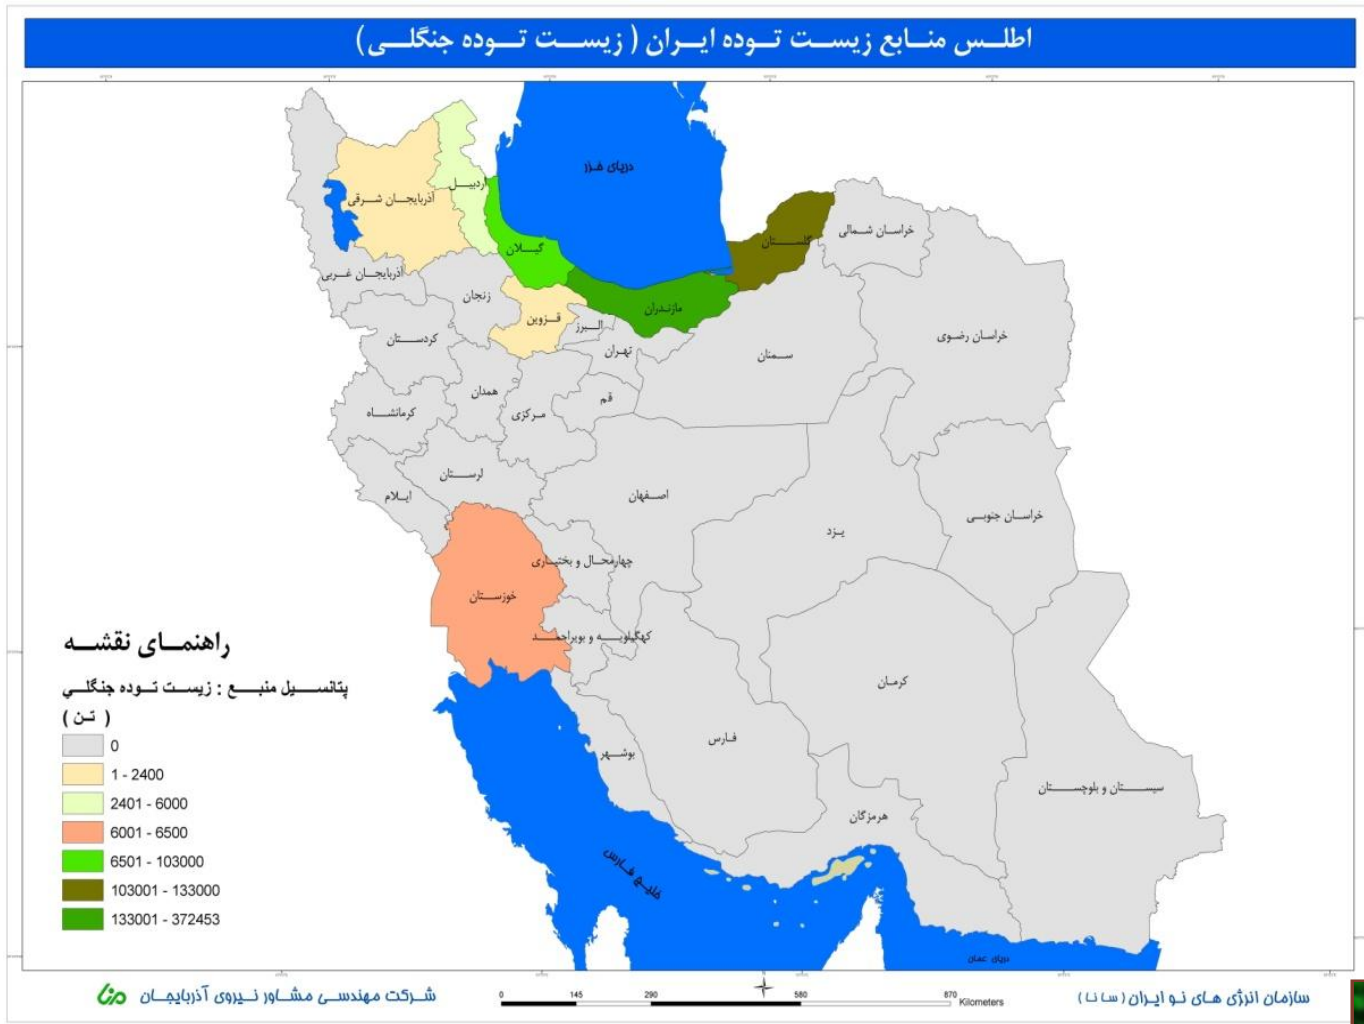 اطلس منابع زیست توده ایران ( زیست توده جنگلی)
دریای خزر
آذربایجان شرقی
اردبیل
گیلان
گلستان
خراسان شمالی
آذربایجان غربی
زنجان
قزوین
البرز
مازندران
تهران
سمنان
خراسان رضوی
کردستان
همدان
مرکزی
قم
کرمانشاه
لرستان
ایلام
اصفهان
یزد
خراسان جنوبی
چهارمحال و بختیاری
خوزستان
کهگیلویه و بویراحمد
کرمان
فارس
بوشهر
سیستان و بلوچستان
هرمزگان
خلیج فارس
دریای عمان
راهنمای نقشه
پتانسیل منبع : زیست توده جنگلي
( تن )
0
1 - 2400
2401 - 6000
6001 - 6500
6501 - 103000
103001 - 133000
133001 - 372453
سازمان انرژی های نو ایران ( سانا )
0 145 290 580 870 Kilometers
شرکت مهندسی مشاور نیروی آذربایجان